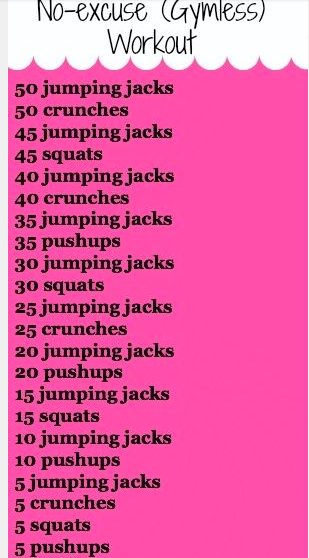 No-excuse (Gymless)
Workout
50 jumping jacks
50 crunches
45 jumping jacks
45 squats
40 jumping jacks
40 crunches
35 jumping jacks
35 pushups
30 jumping jacks
30 squats
25 jumping jacks
25 crunches
20 jumping jacks
20 pushups
15 jumping jacks
15 squats
10 jumping jacks
10 pushups
5 jumping jacks
5 crunches
5 squats
5 pushups